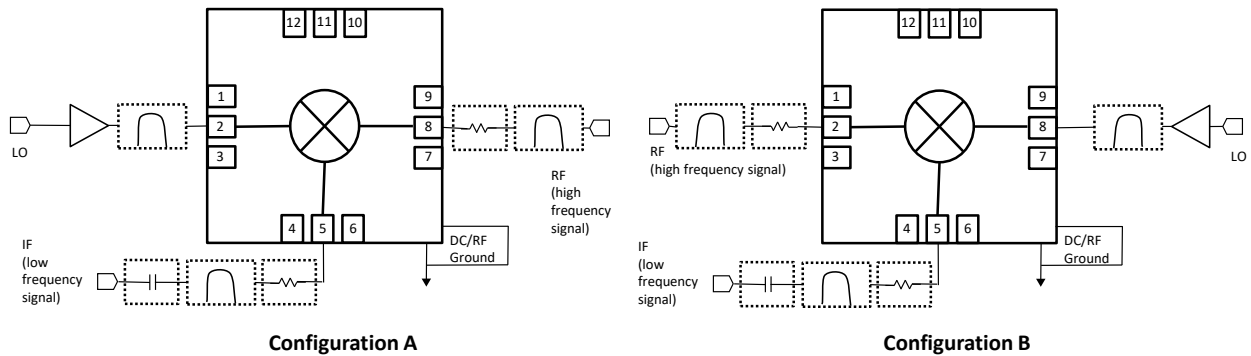 12 11 10
1
2
3
9
8
7
4 5 6
LO
RF
(high
frequency
signal)
IF
(low
frequency
signal)
DC/RF
Ground
Configuration A
12 11 10
1
2
3
9
8
7
4 5 6
RF
(high frequency signal)
LO
IF
(low
frequency
signal)
DC/RF
Ground
Configuration B